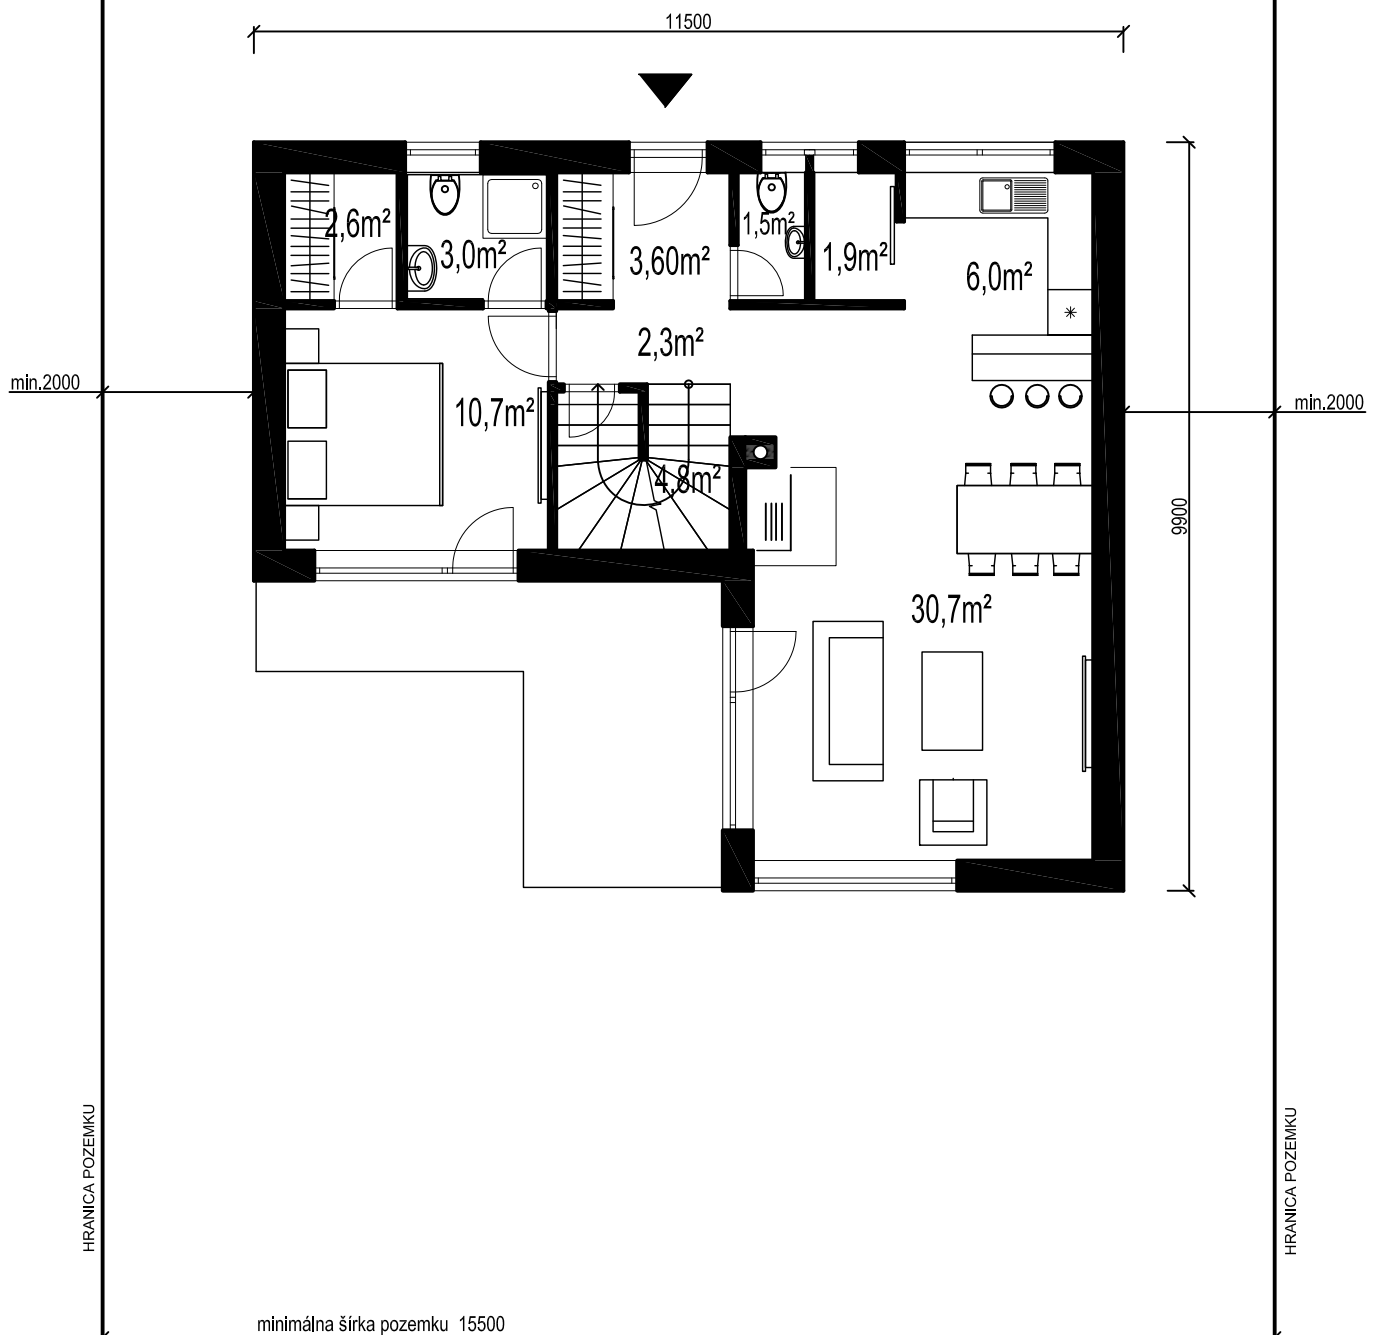 11500
2,6m²
3,0m²
3,60m²
1,5m²
1,9m²
6,0m²
2,3m²
min.2000
10,7m²
min.2000
4,8m²
9900
30,7m²
HRANICA POZEMKU
HRANICA POZEMKU
minimálna šírka pozemku 15500